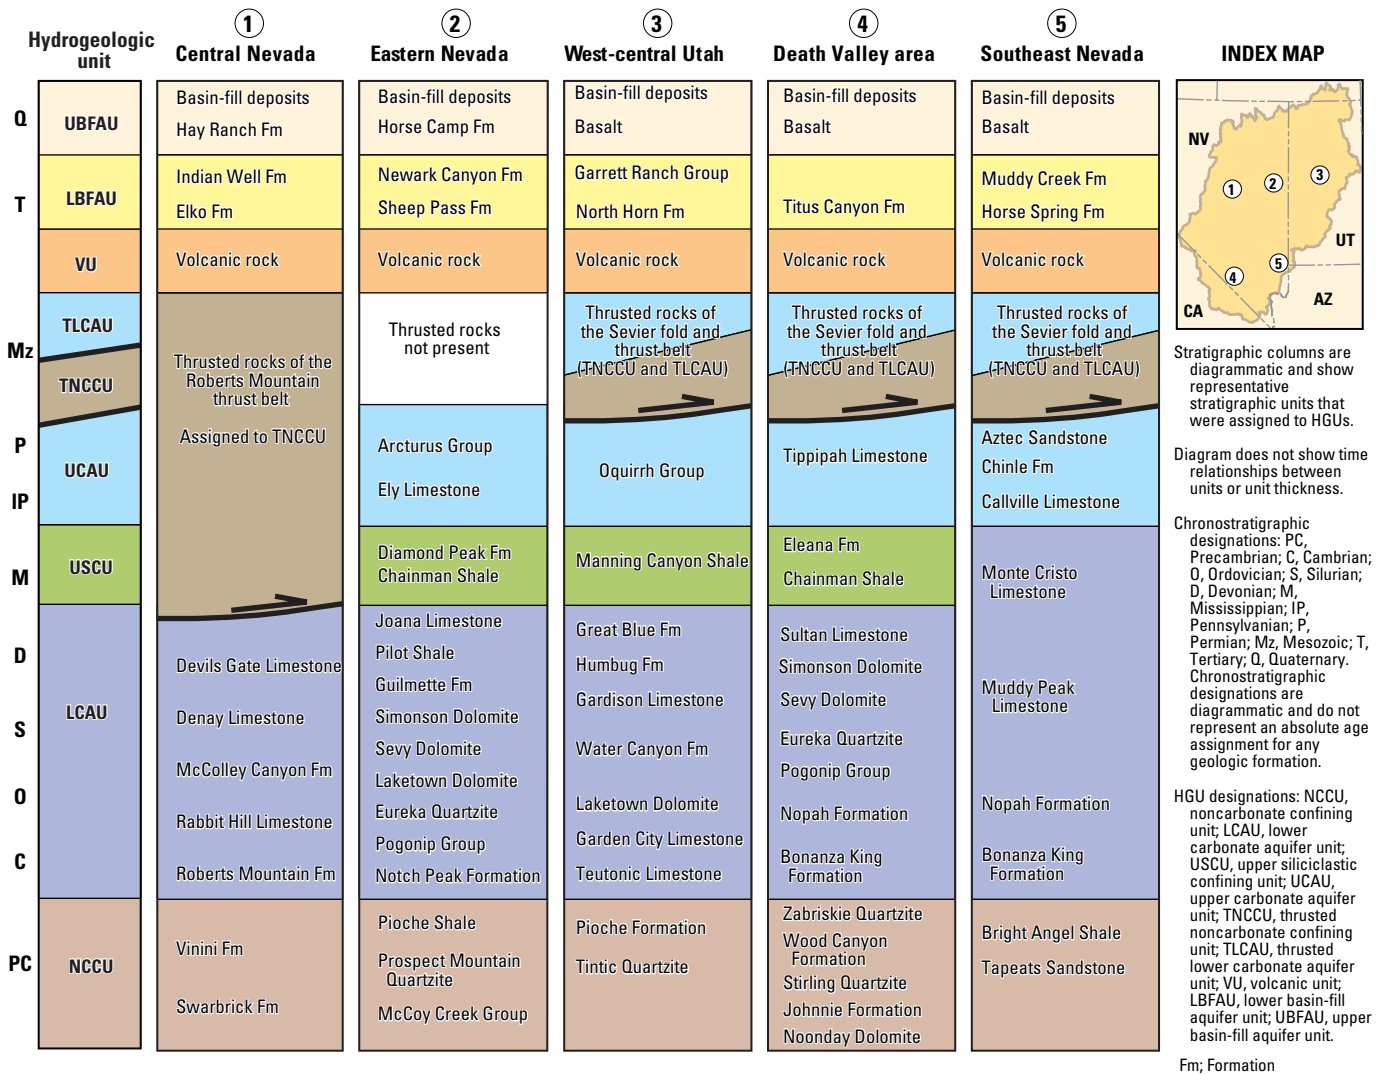 Hydrogeologic
unit
Q
T
Mz
P
IP
M
D
S
O
C
PC
UBFAU
LBFAU
VU
TLCAU
TNCCU
UCAU
USCU
LCAU
NCCU
1
Central Nevada
Basin-fill deposits
Hay Ranch Fm
Indian Well Fm
Elko Fm
Volcanic rock
Thrusted rocks of the
Roberts Mountain
thrust belt
Assigned to TNCCU
Devils Gate Limestone
Denay Limestone
McColley Canyon Fm
Rabbit Hill Limestone
Roberts Mountain Fm
Vinini Fm
Swarbrick Fm
2
Eastern Nevada
Basin-fill deposits
Horse Camp Fm
Newark Canyon Fm
Sheep Pass Fm
Volcanic rock
Thrusted rocks
not present
Arcturus Group
Ely Limestone
Diamond Peak Fm
Chainman Shale
Joana Limestone
Pilot Shale
Guilmette Fm
Simonson Dolomite
Sevy Dolomite
Laketown Dolomite
Eureka Quartzite
Pogonip Group
Notch Peak Formation
Pioche Shale
Prospect Mountain
Quartzite
McCoy Creek Group
3
West-central Utah
Basin-fill deposits
Basalt
Garrett Ranch Group
North Horn Fm
Volcanic rock
Thrusted rocks of
the Sevier fold and
thrust belt
(TNCCU and TLCAU)
Oquirrh Group
Manning Canyon Shale
Great Blue Fm
Humbug Fm
Gardison Limestone
Water Canyon Fm
Laketown Dolomite
Garden City Limestone
Teutonic Limestone
Pioche Formation
Tintic Quartzite
4
Death Valley area
Basin-fill deposits
Basalt
Titus Canyon Fm
Volcanic rock
Thrusted rocks of
the Sevier fold and
thrust belt
(TNCCU and TLCAU)
Tippipah Limestone
Eleana Fm
Chainman Shale
Sultan Limestone
Simonson Dolomite
Sevy Dolomite
Eureka Quartzite
Pogonip Group
Nopah Formation
Bonanza King
Formation
Zabriskie Quartzite
Wood Canyon
Formation
Stirling Quartzite
Johnnie Formation
Noonday Dolomite
5
Southeast Nevada
Basin-fill deposits
Basalt
Muddy Creek Fm
Horse Spring Fm
Volcanic rock
Thrusted rocks of
the Sevier fold and
thrust belt
(TNCCU and TLCAU)
Aztec Sandstone
Chinle Fm
Callville Limestone
Monte Cristo
Limestone
Muddy Peak
Limestone
Nopah Formation
Bonanza King
Formation
Bright Angel Shale
Tapeats Sandstone
INDEX MAP
NV
1
2
3
UT
4
5
CA
AZ
Stratigraphic columns are
diagrammatic and show
representative
stratigraphic units that
were assigned to HGUs.
Diagram does not show time
relationships between
units or unit thickness.
Chronostratigraphic
designations: PC,
Precambrian; C, Cambrian;
O, Ordovician; S, Silurian;
D, Devonian; M,
Mississippian; IP,
Pennsylvanian; P,
Permian; Mz, Mesozoic; T,
Tertiary; Q, Quaternary.
Chronostratigraphic
designations are
diagrammatic and do not
represent an absolute age
assignment for any
geologic formation.
HGU designations: NCCU,
noncarbonate confining
unit; LCAU, lower
carbonate aquifer unit;
USCU, upper siliciclastic
confining unit; UCAU,
upper carbonate aquifer
unit; TNCCU, thrusted
noncarbonate confining
unit; TLCAU, thrusted
lower carbonate aquifer
unit; VU, volcanic unit;
LBFAU, lower basin-fill
aquifer unit; UBFAU, upper
basin-fill aquifer unit.
Fm; Formation